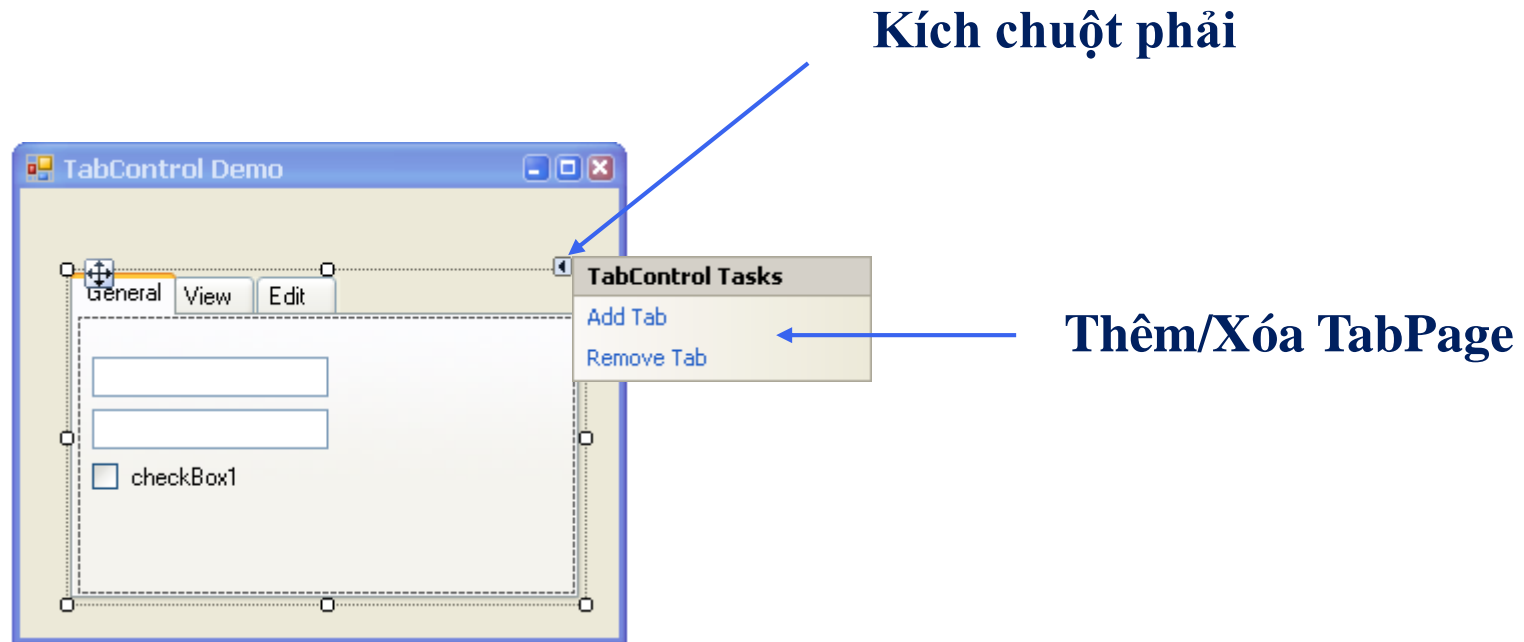 Kích chuột phải
TabControl Demo
TabControl Tasks
General View Edit
Add Tab
Thêm/Xóa TabPage
Remove Tab
checkBox1